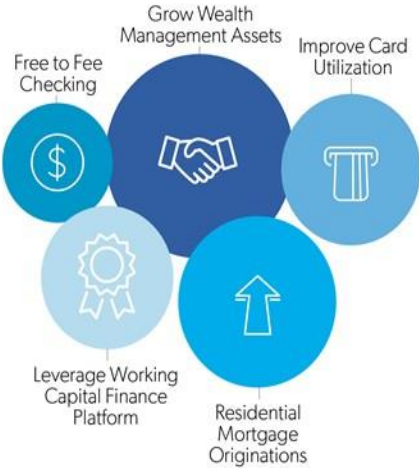 Grow Wealth
Management Assets
Improve Card
Utilization
Free to Fee
Checking
$
Leverage Working
Capital Finance
Platform
Residential
Mortgage
Originations